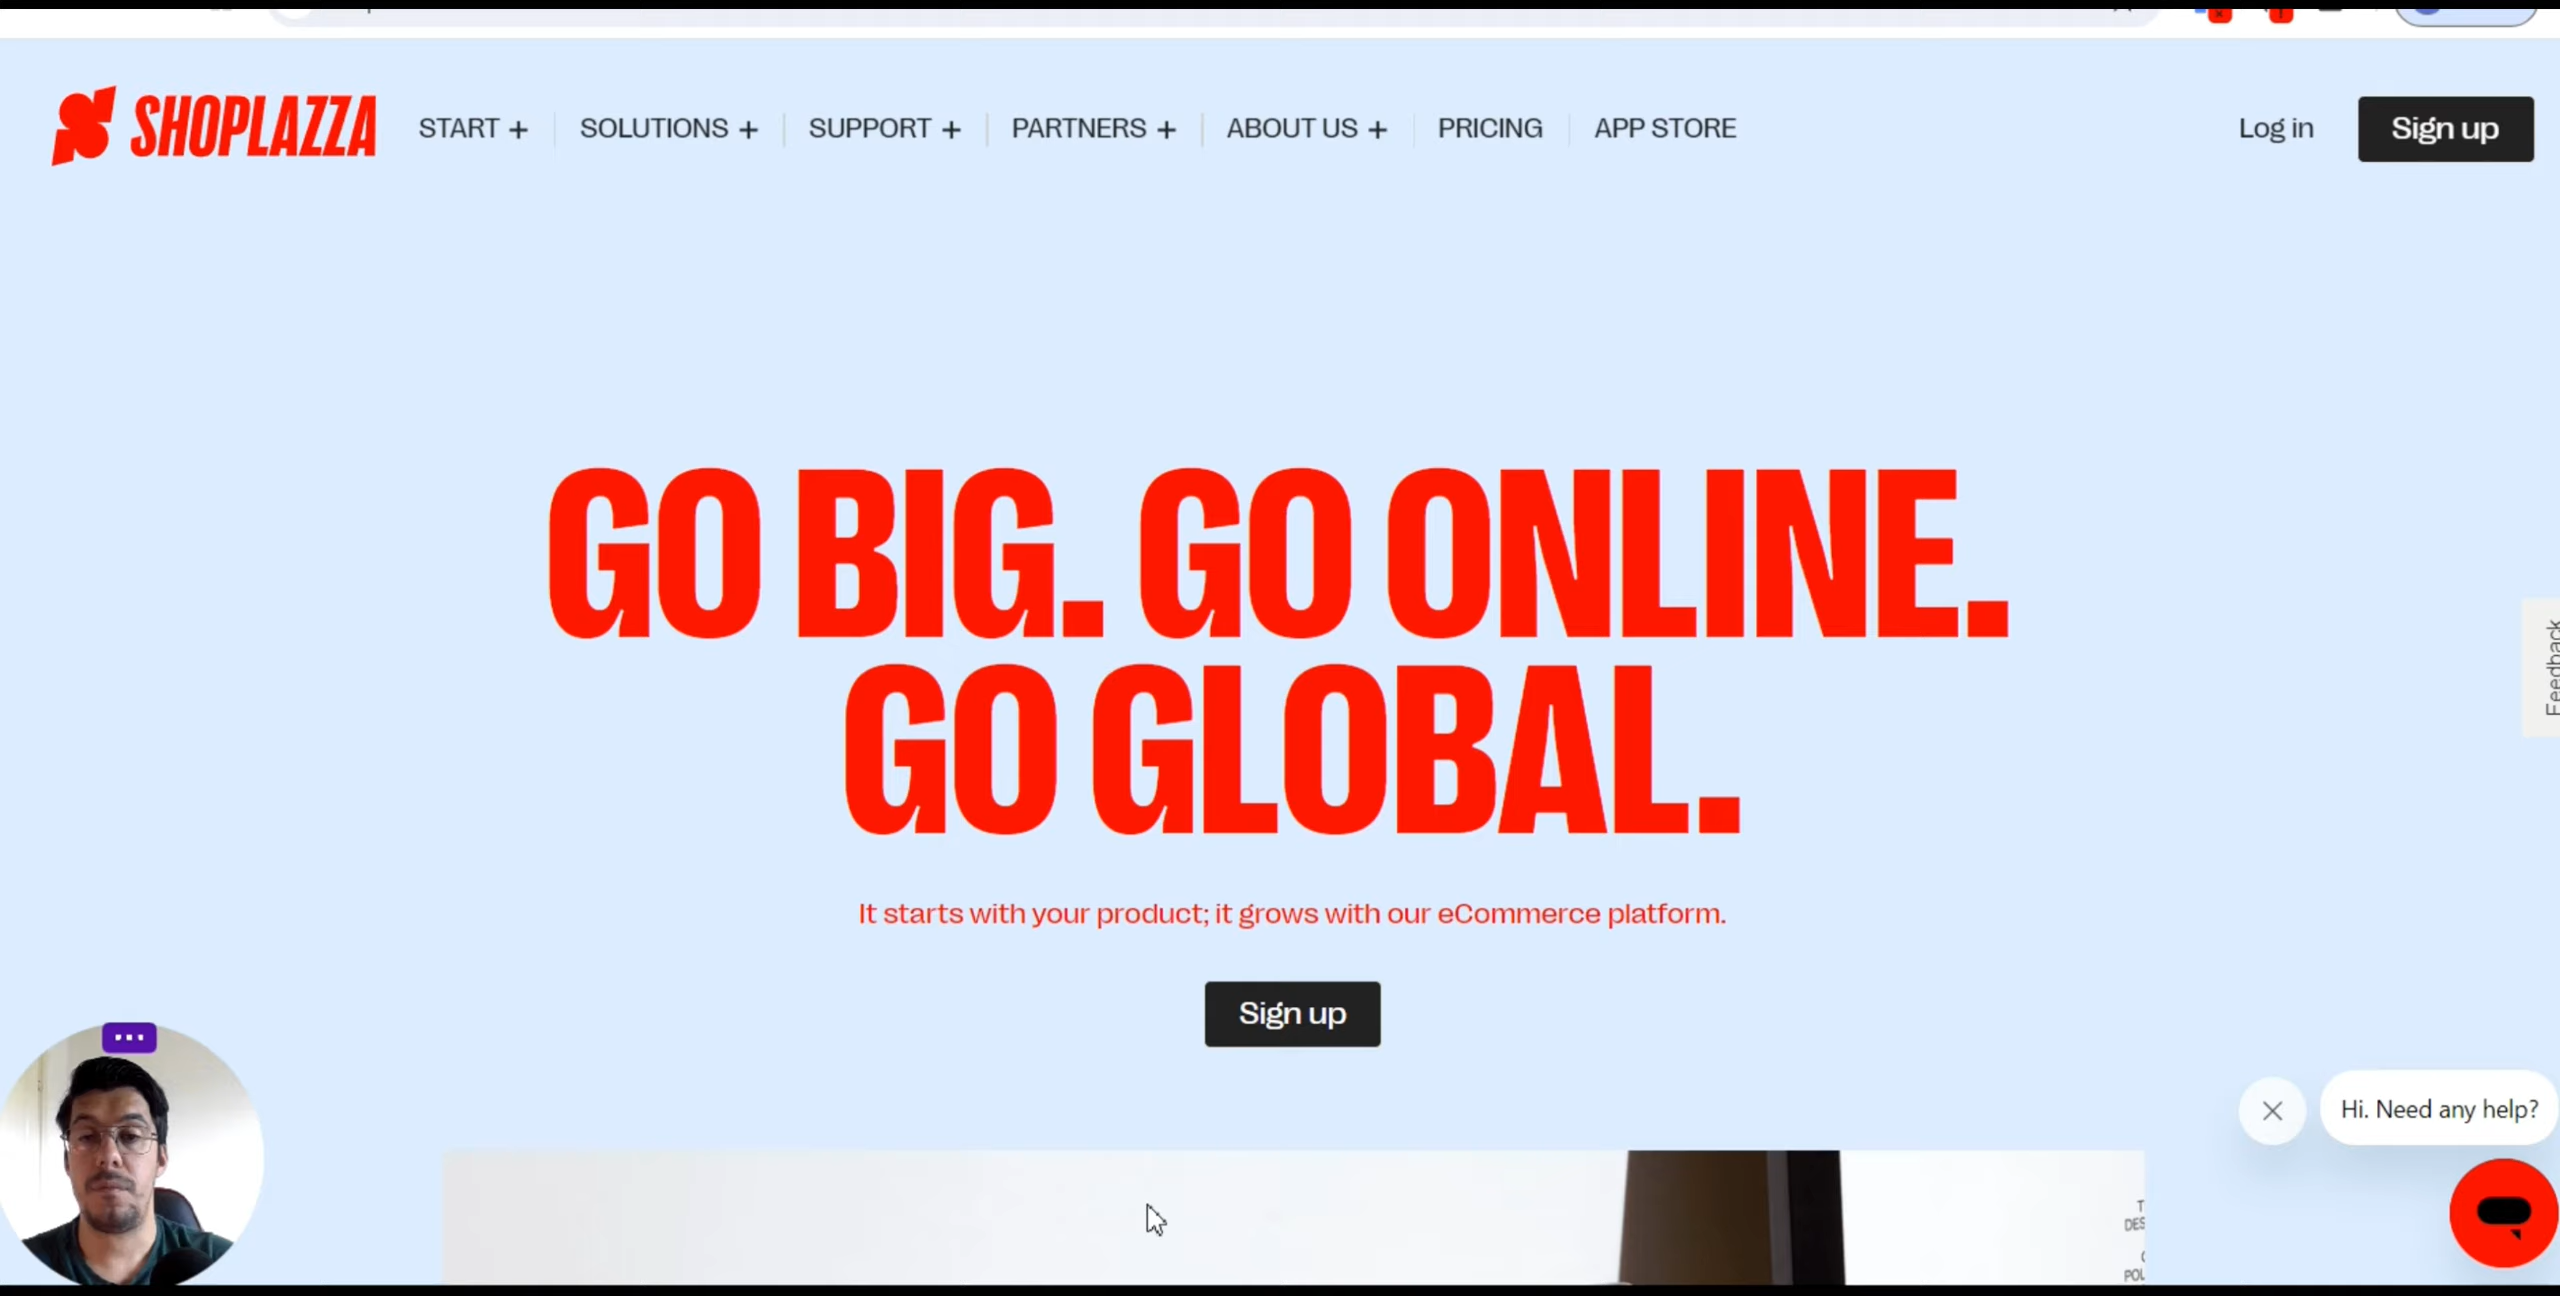 SHOPLAZZA
START +
SOLUTIONS +
SUPPORT +
PARTNERS +
ABOUT US +
PRICING
APP STORE
Log in
Sign up
GO BIG. GO ONLINE.
GO GLOBAL.
Feedback
It starts with your product; it grows with our eCommerce platform.
Sign up
Hi. Need any help?